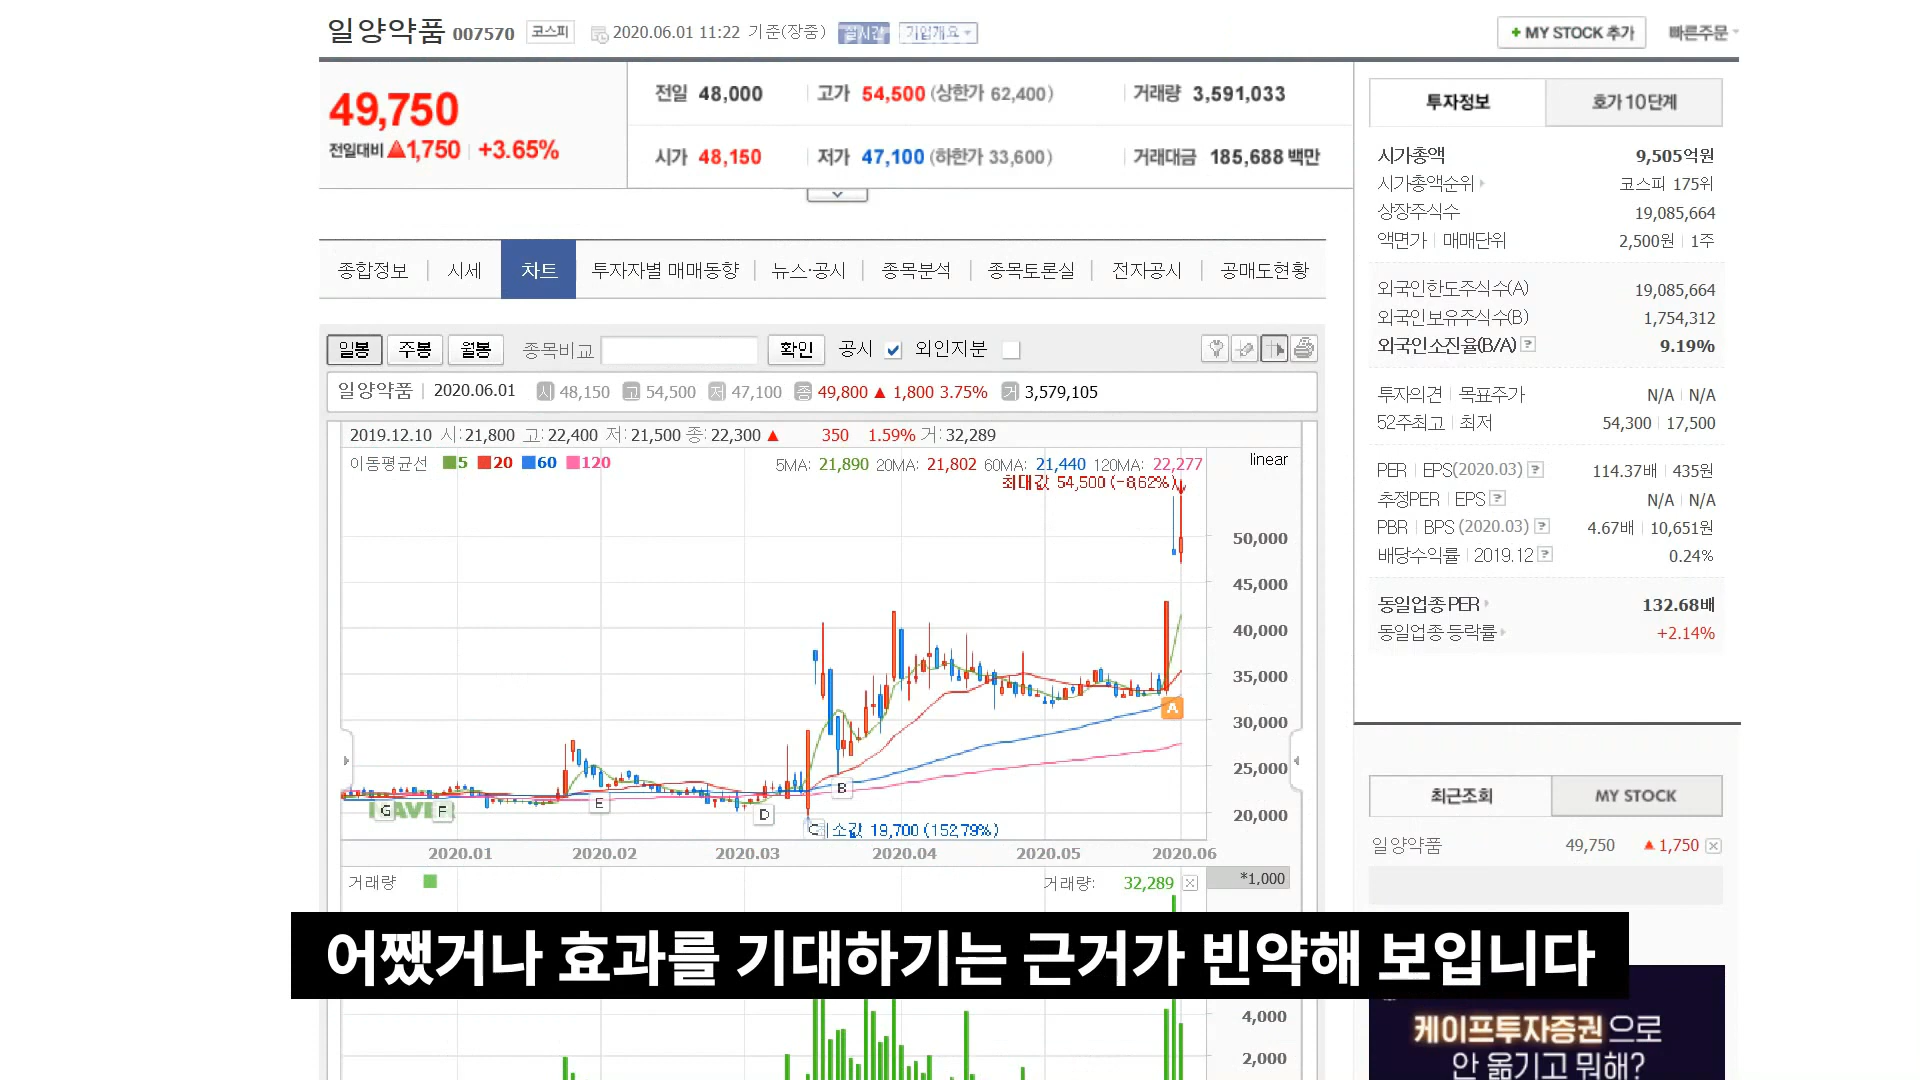 일양약품 007570 코스피 2020.06.01 11:22 기준(장중) 실시간 기업개요
+ MY STOCK 추가 빠른주문
49,750
전일대비 ▲1,750 +3.65%
전일 48,000 고가 54,500 (상한가 62,400) 거래량 3,591,033
시가 48,150 저가 47,100 (하한가 33,600) 거래대금 185,688 백만
종합정보 시세 차트 투자자별 매매동향 뉴스·공시 종목분석 종목토론실 전자공시 공매도현황
일봉 주봉 월봉 종목비교 확인 공시 외인지분
일양약품 2020.06.01 시 48,150 고 54,500 저 47,100 종 49,800 ▲ 1,800 3.75% 거 3,579,105
2019.12.10 시:21,800 고:22,400 저:21,500 종:22,300 ▲ 350 1.59% 거:32,289
이동평균선 5 20 60 120 5MA: 21,890 20MA: 21,802 60MA: 21,440 120MA: 22,277
linear
최대값 54,500 (-8,62%)
50,000
45,000
40,000
35,000
30,000
25,000
20,000
A
B
G F E D C
NAVER
소값 19,700 (152,79%)
2020.01 2020.02 2020.03 2020.04 2020.05 2020.06
거래량 거래량: 32,289 *1,000
4,000
2,000
투자정보 호가 10단계
시가총액 9,505억원
시가총액순위 코스피 175위
상장주식수 19,085,664
액면가 매매단위 2,500원 1주
외국인한도주식수(A) 19,085,664
외국인보유주식수(B) 1,754,312
외국인소진율(B/A) ? 9.19%
투자의견 목표주가 N/A N/A
52주최고 최저 54,300 17,500
PER EPS(2020.03) ? 114.37배 435원
추정PER EPS ? N/A N/A
PBR BPS (2020.03) ? 4.67배 10,651원
배당수익률 2019.12 ? 0.24%
동일업종 PER 132.68배
동일업종 등락률 +2.14%
최근조회 MY STOCK
일양약품 49,750 ▲ 1,750
어쨌거나 효과를 기대하기는 근거가 빈약해 보입니다
케이프투자증권으로
안 옮기고 뭐해?